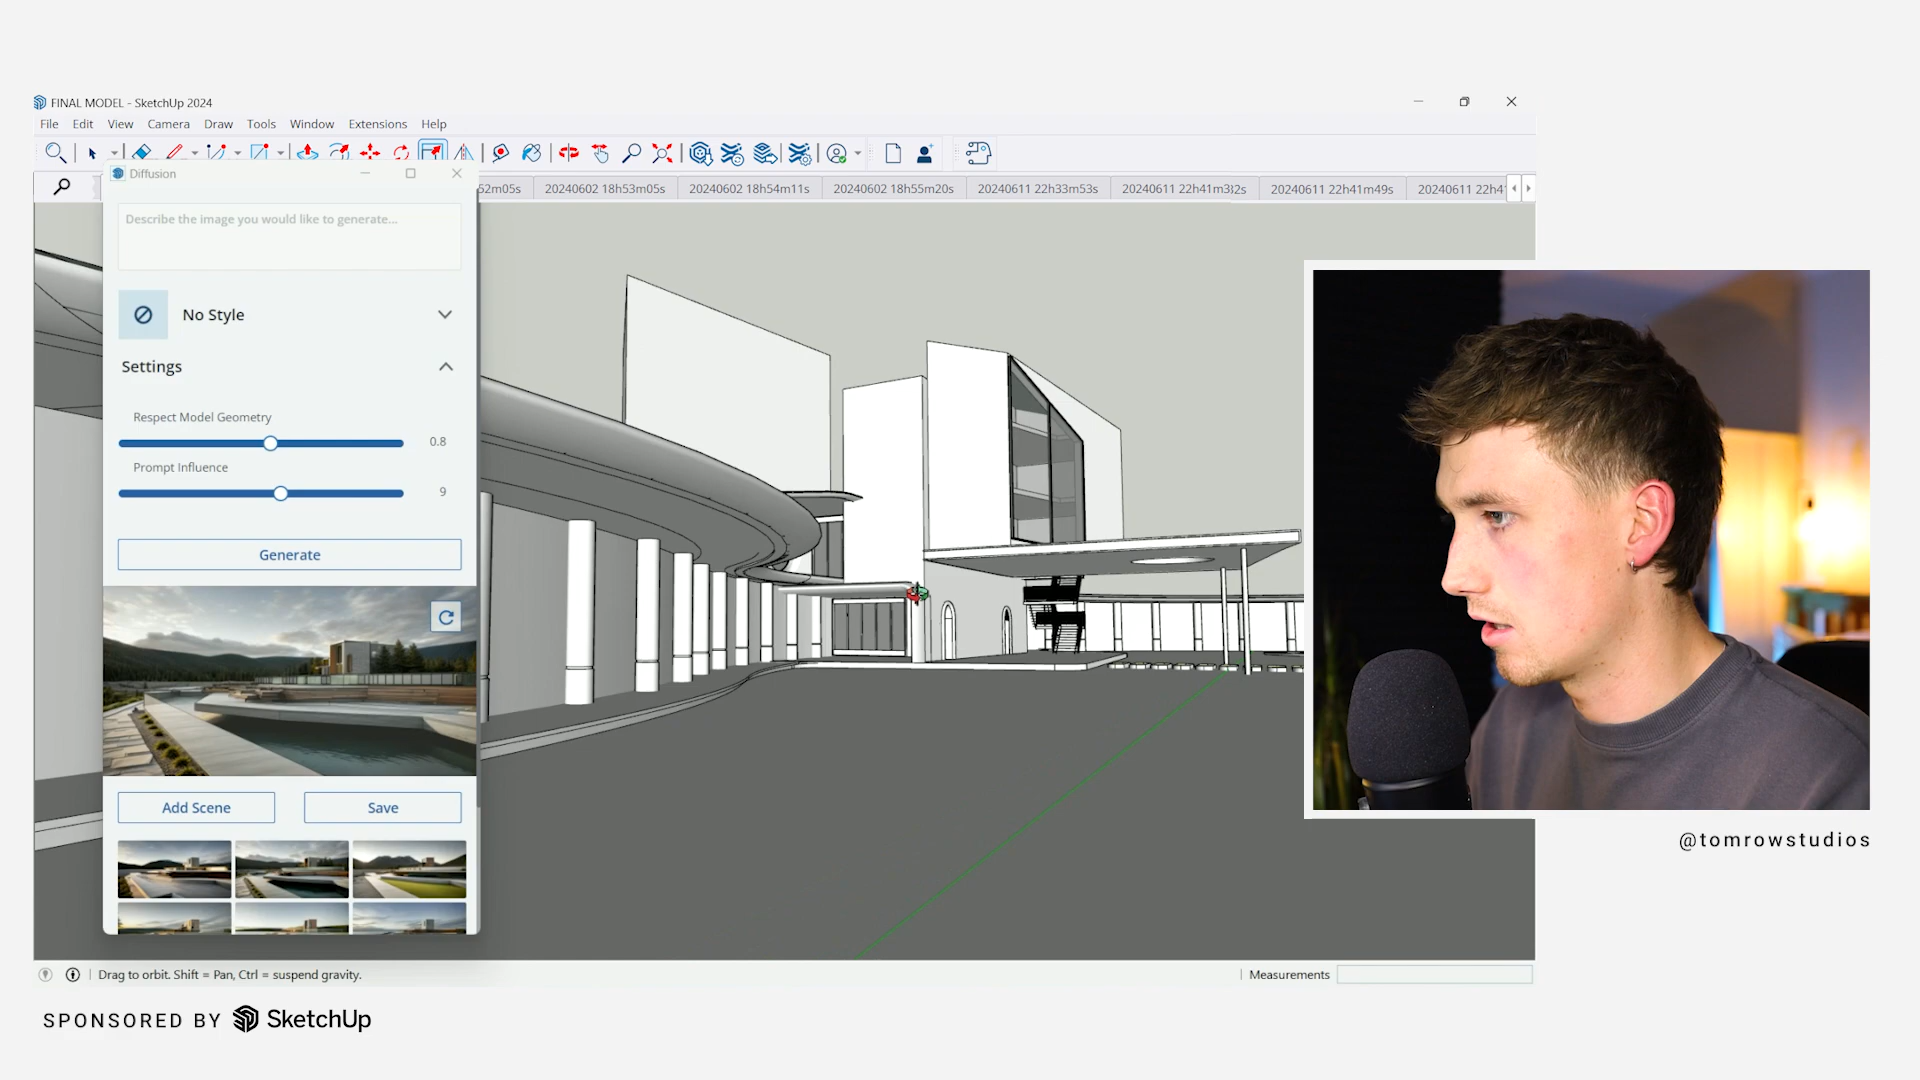 FINAL MODEL - SketchUp 2024
File Edit View Camera Draw Tools Window Extensions Help
Diffusion
52m05s 20240602 18h53m05s 20240602 18h54m11s 20240602 18h55m20s 20240611 22h33m53s 20240611 22h41m32s 20240611 22h41m49s 20240611 22h4
Describe the image you would like to generate...
No Style
Settings
Respect Model Geometry
0.8
Prompt Influence
9
Generate
Add Scene Save
@tomrowstudios
Drag to orbit. Shift = Pan, Ctrl = suspend gravity.
Measurements
SPONSORED BY SketchUp